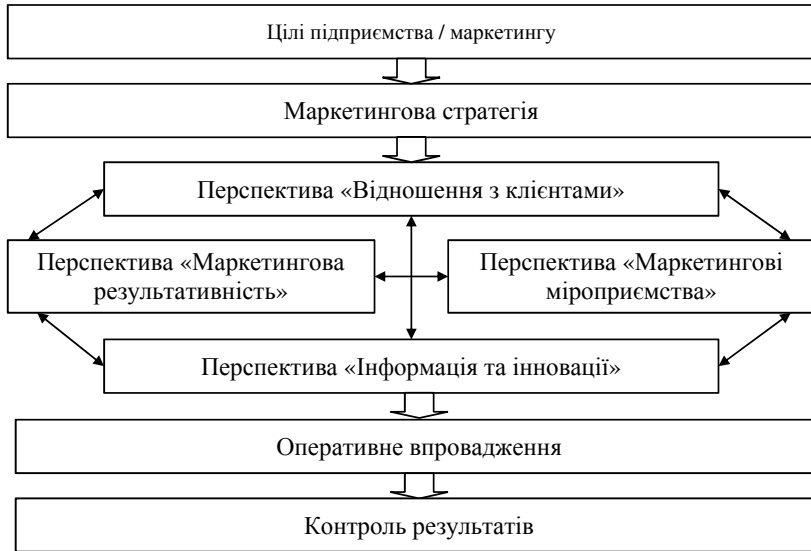 Цілі підприємства / маркетингу
Маркетингова стратегія
Перспектива «Відношення з клієнтами»
Перспектива «Маркетингова
результативність»
Перспектива «Маркетингові
міроприємства»
Перспектива «Інформація та інновації»
Оперативне впровадження
Контроль результатів